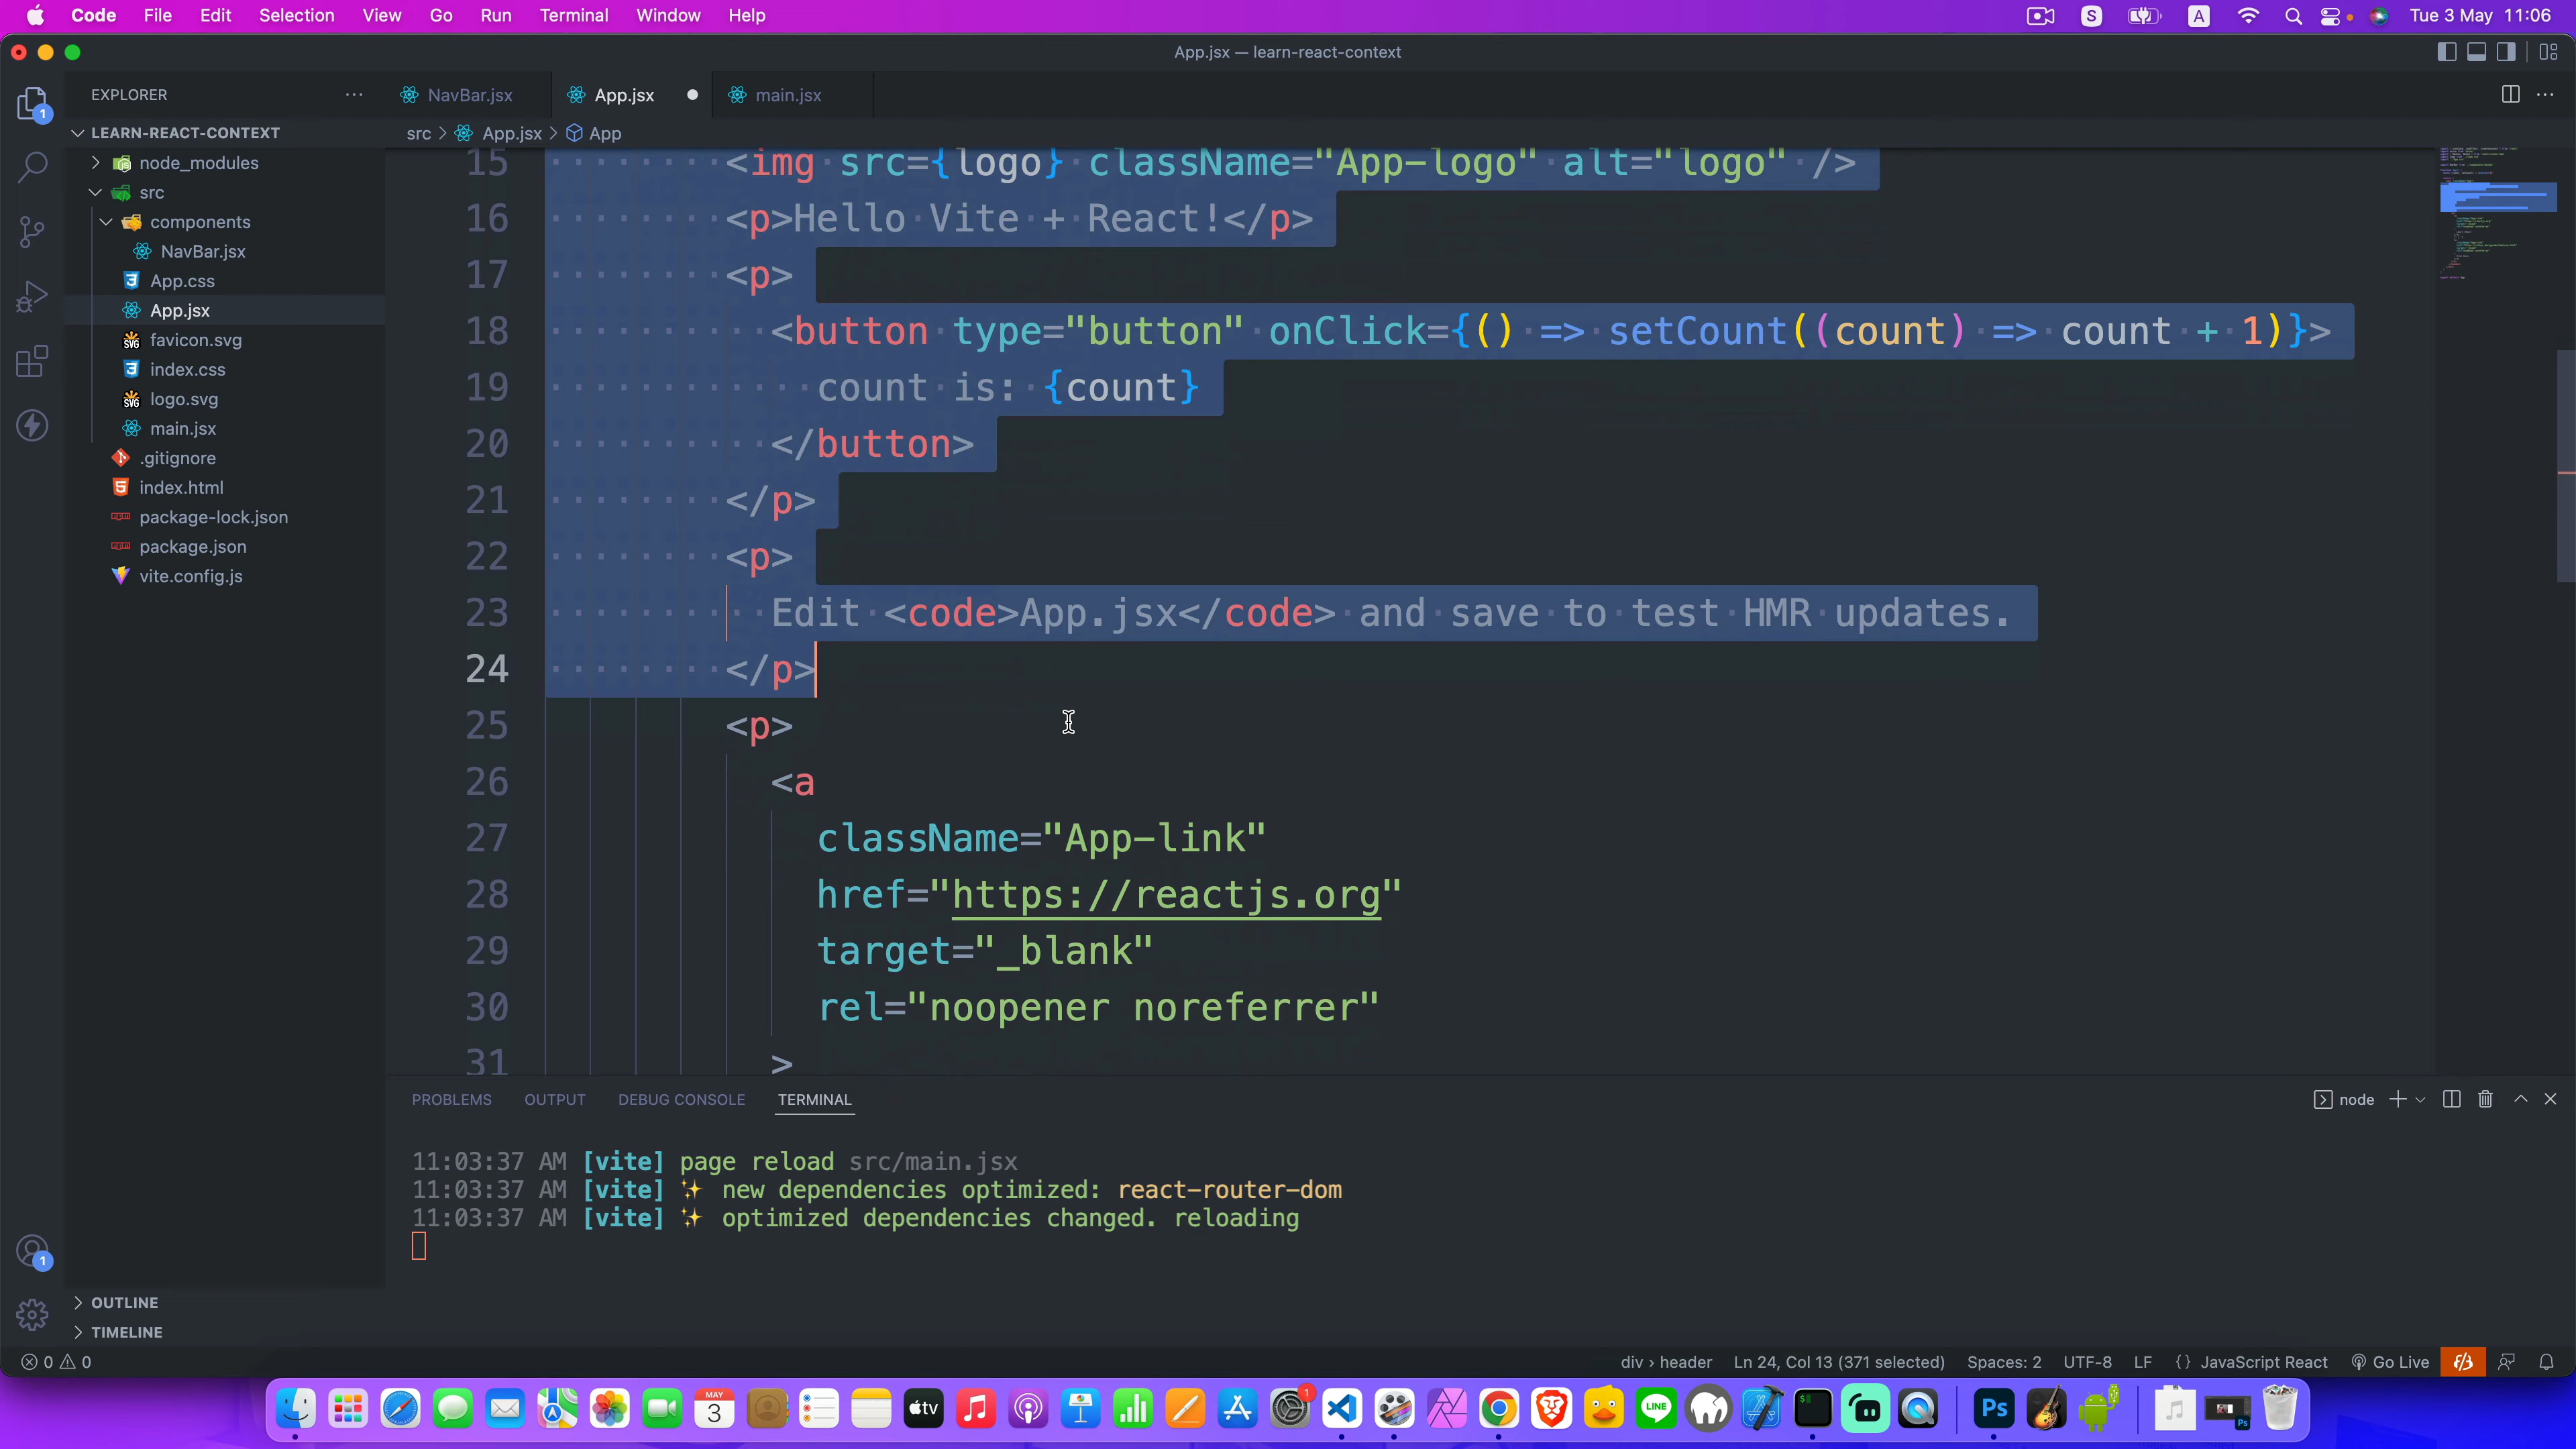 Code File Edit Selection View Go Run Terminal Window Help
S A Tue 3 May 11:06
App.jsx — learn-react-context
EXPLORER
NavBar.jsx App.jsx main.jsx
1
src > App.jsx > App
LEARN-REACT-CONTEXT
node_modules
src
components
NavBar.jsx
App.css
App.jsx
favicon.svg
index.css
logo.svg
main.jsx
.gitignore
index.html
package-lock.json
package.json
vite.config.js
15 <img src={logo} className="App-logo" alt="logo" />
16 <p>Hello Vite + React!</p>
17 <p>
18 <button type="button" onClick={() => setCount((count) => count + 1)}>
19 count is: {count}
20 </button>
21 </p>
22 <p>
23 Edit <code>App.jsx</code> and save to test HMR updates.
24 </p>
25 <p>
26 <a
27 className="App-link"
28 href="https://reactjs.org"
29 target="_blank"
30 rel="noopener noreferrer"
31 >
PROBLEMS OUTPUT DEBUG CONSOLE TERMINAL
node
11:03:37 AM [vite] page reload src/main.jsx
11:03:37 AM [vite] ✨ new dependencies optimized: react-router-dom
11:03:37 AM [vite] ✨ optimized dependencies changed. reloading
1
OUTLINE
TIMELINE
0 0
div > header Ln 24, Col 13 (371 selected) Spaces: 2 UTF-8 LF {} JavaScript React Go Live
MAY
3
tv
1
LINE
Ps
Ps